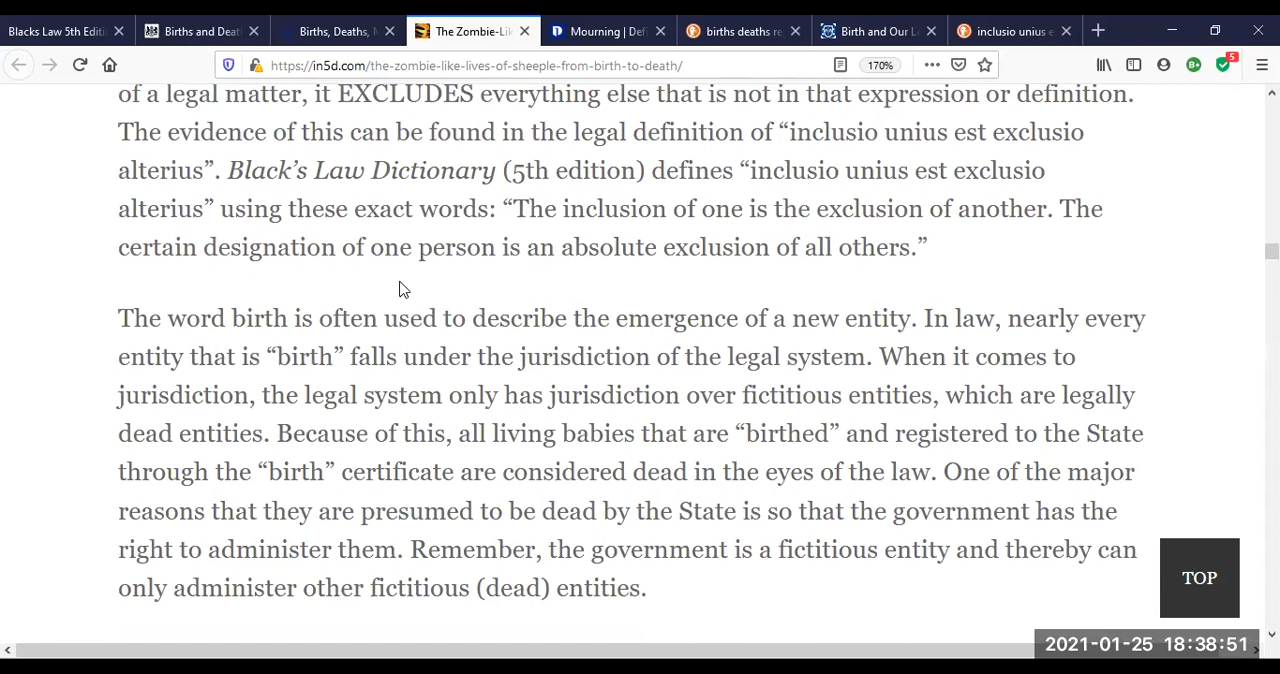 Blacks Law 5th Editi
Births and Deat
Births, Deaths, M
The Zombie-Lik
Mourning | Defi
births deaths re
Birth and Our Le
inclusio unius e
https://in5d.com/the-zombie-like-lives-of-sheeple-from-birth-to-death/
170%
B+
5
of a legal matter, it EXCLUDES everything else that is not in that expression or definition.
The evidence of this can be found in the legal definition of “inclusio unius est exclusio
alterius”. Black’s Law Dictionary (5th edition) defines “inclusio unius est exclusio
alterius” using these exact words: “The inclusion of one is the exclusion of another. The
certain designation of one person is an absolute exclusion of all others.”
The word birth is often used to describe the emergence of a new entity. In law, nearly every
entity that is “birth” falls under the jurisdiction of the legal system. When it comes to
jurisdiction, the legal system only has jurisdiction over fictitious entities, which are legally
dead entities. Because of this, all living babies that are “birthed” and registered to the State
through the “birth” certificate are considered dead in the eyes of the law. One of the major
reasons that they are presumed to be dead by the State is so that the government has the
right to administer them. Remember, the government is a fictitious entity and thereby can
only administer other fictitious (dead) entities.
TOP
2021-01-25 18:38:51